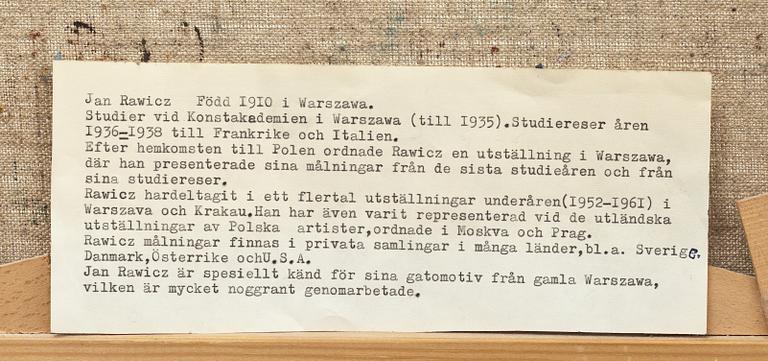 Jan Rawicz   Född I9I0 i Warszawa.
Studier vid Konstakademien i Warszawa (till I935).Studiereser åren
I936-I938 till Frankrike och Italien.
Efter hemkomsten till Polen ordnade Rawicz en utställning i Warszawa,
där han presenterade sina målningar från de sista studieåren och från
sina studiereser.
Rawicz hardeltagit i ett flertal utställningar underåren(I952-I96I) i
Warszava och Krakau.Han har även varit representerad vid de utländska
utställningar av Polska  artister,ordnade i Moskva och Prag.
Rawicz målningar finnas i privata samlingar i många länder,bl.a. Sverige,
Danmark,Österrike ochU.S.A.
Jan Rawicz är spesiellt känd för sina gatomotiv från gamla Warszawa,
vilken är mycket noggrant genomarbetade.